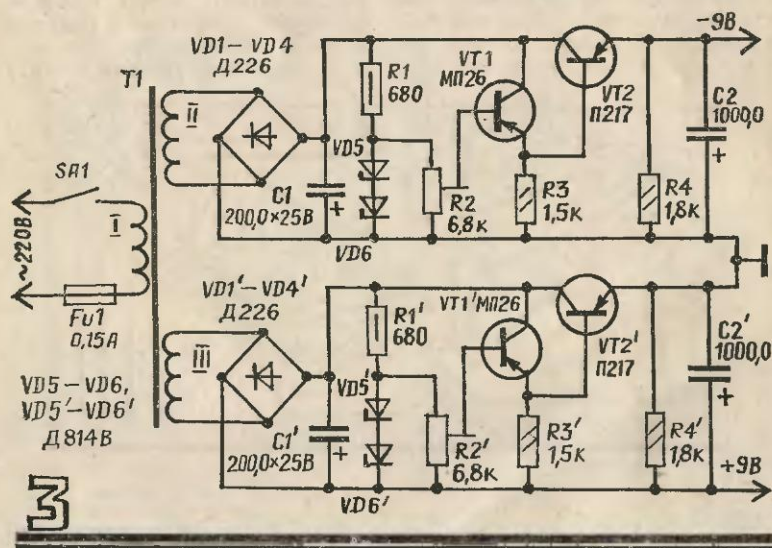 VD1-VD4
Д226
T1
II
R1
680
VT1
МП26
-9В
VT2
П217
C2
1000,0
+
VD5
SA1
I
C1
200,0×25В
+
R2
6,8к
R3
1,5к
R4
1,8к
VD6
~220В
Fu1
0,15А
VD1'-VD4'
Д226
III
R1'
680
VT1'МП26
VT2'
П217
C2'
1000,0
+
VD5-VD6,
VD5'-VD6'
Д814В
VD5'
C1'
200,0×25В
+
R2'
6,8к
R3'
1,5к
R4'
1,8к
VD6'
+9В
3